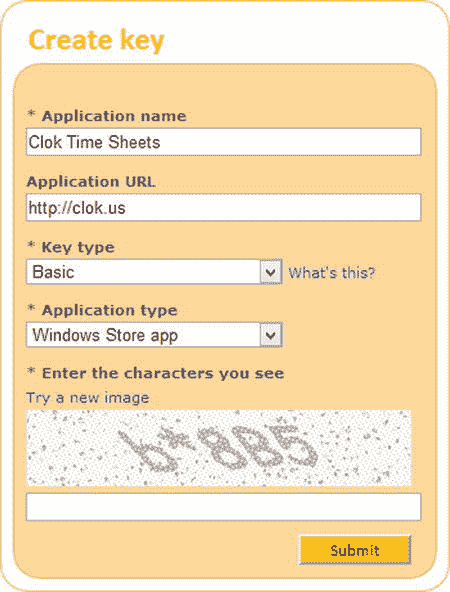 Create key
* Application name
Clok Time Sheets
Application URL
http://clok.us
* Key type
Basic
What's this?
* Application type
Windows Store app
* Enter the characters you see
Try a new image
Submit